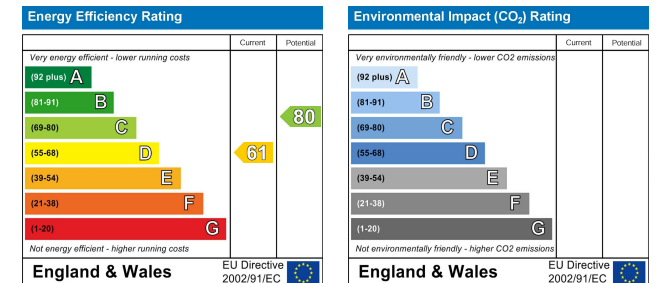 Energy Efficiency Rating
Current Potential
Very energy efficient - lower running costs
(92 plus) A
(81-91) B
(69-80) C
(55-68) D
(39-54) E
(21-38) F
(1-20) G
80
61
Not energy efficient - higher running costs
England & Wales
EU Directive
2002/91/EC
Environmental Impact (CO₂) Rating
Current Potential
Very environmentally friendly - lower CO2 emissions
(92 plus) A
(81-91) B
(69-80) C
(55-68) D
(39-54) E
(21-38) F
(1-20) G
Not environmentally friendly - higher CO2 emissions
England & Wales
EU Directive
2002/91/EC